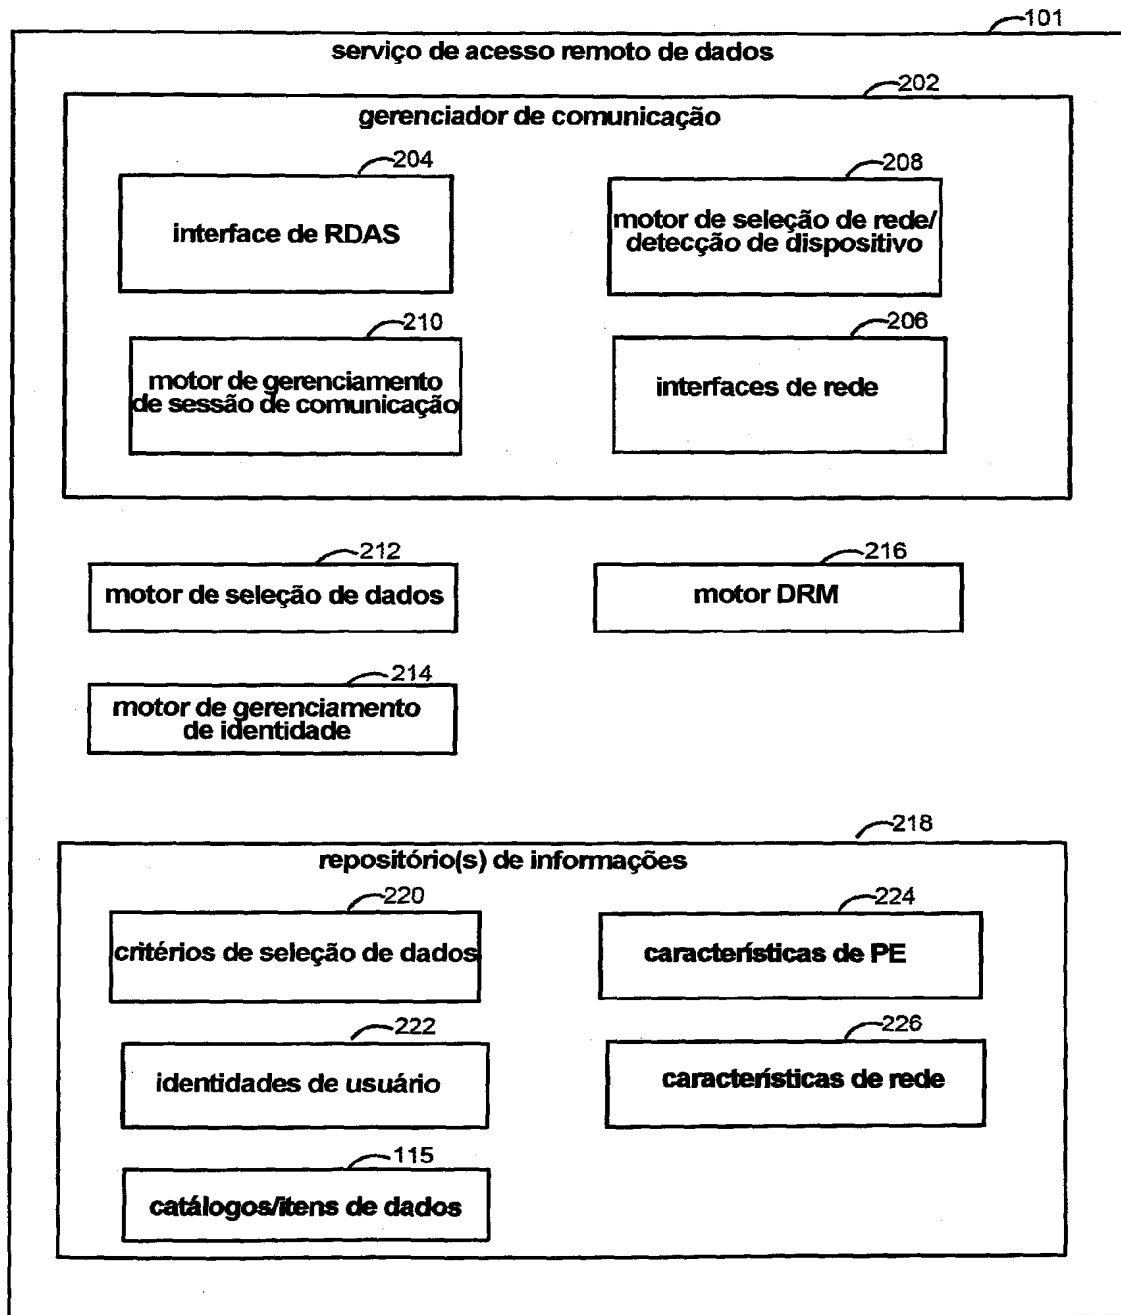 101
serviço de acesso remoto de dados
202
gerenciador de comunicação
204
interface de RDAS
208
motor de seleção de rede/
detecção de dispositivo
210
motor de gerenciamento
de sessão de comunicação
206
interfaces de rede
212
motor de seleção de dados
216
motor DRM
214
motor de gerenciamento
de identidade
218
repositório(s) de informações
220
critérios de seleção de dados
224
características de PE
222
identidades de usuário
226
características de rede
115
catálogos/itens de dados